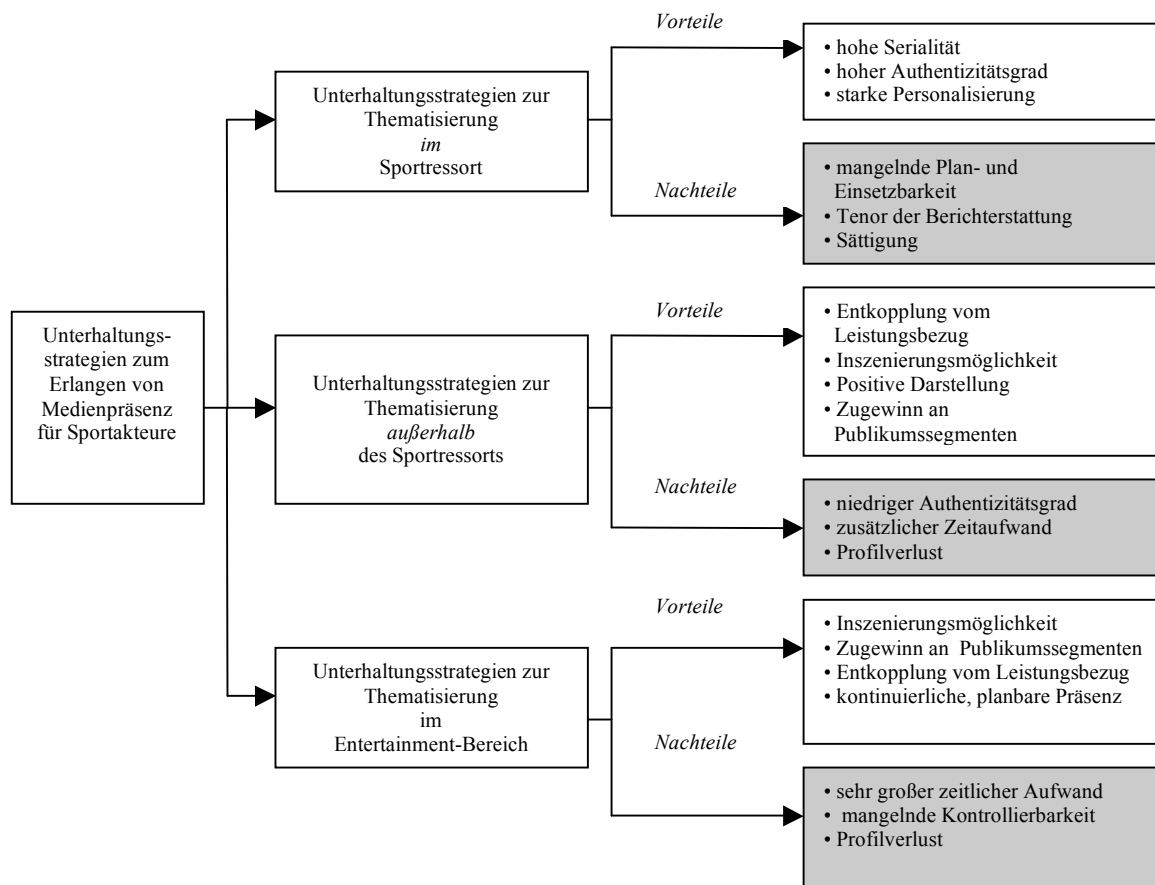 Unterhaltungs-
strategien zum
Erlangen von
Medienpräsenz
für Sportakteure
Unterhaltungsstrategien zur
Thematisierung
im
Sportressort
Vorteile
• hohe Serialität
• hoher Authentizitätsgrad
• starke Personalisierung
Nachteile
• mangelnde Plan- und
Einsetzbarkeit
• Tenor der Berichterstattung
• Sättigung
Unterhaltungsstrategien zur
Thematisierung
außerhalb
des Sportressorts
Vorteile
• Entkopplung vom
Leistungsbezug
• Inszenierungsmöglichkeit
• Positive Darstellung
• Zugewinn an
Publikumssegmenten
Nachteile
• niedriger Authentizitätsgrad
• zusätzlicher Zeitaufwand
• Profilverlust
Unterhaltungsstrategien zur
Thematisierung
im
Entertainment-Bereich
Vorteile
• Inszenierungsmöglichkeit
• Zugewinn an Publikumssegmenten
• Entkopplung vom Leistungsbezug
• kontinuierliche, planbare Präsenz
Nachteile
• sehr großer zeitlicher Aufwand
• mangelnde Kontrollierbarkeit
• Profilverlust